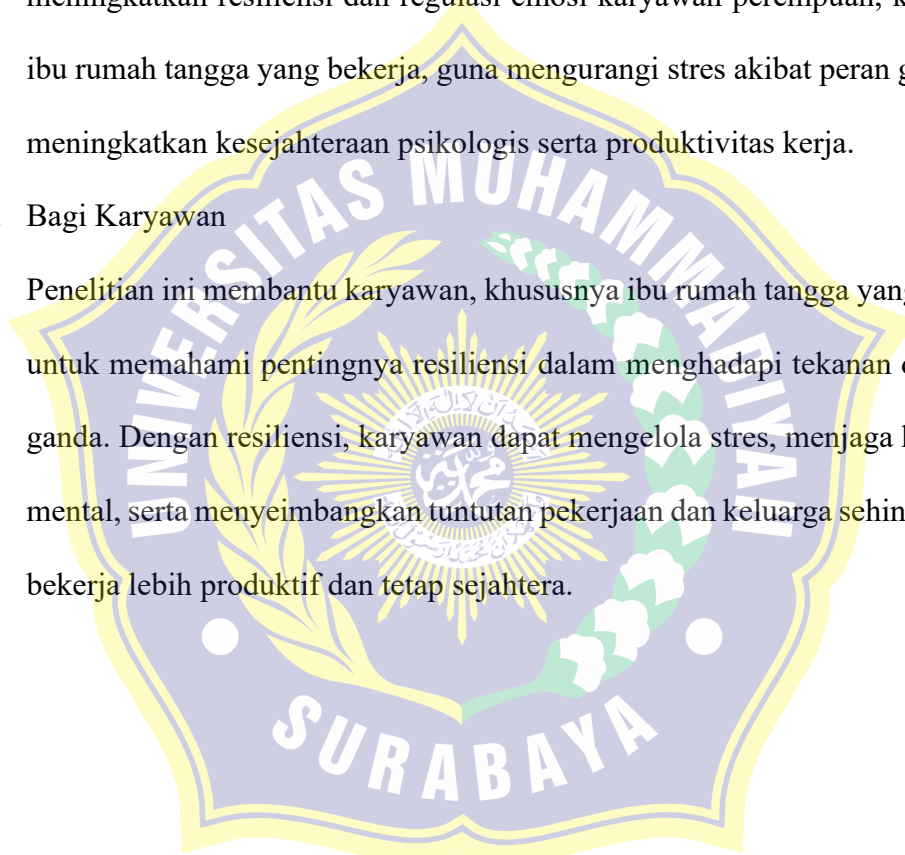 meningkatkan resiliensi dan regulasi emosi karyawan perempuan,
ibu rumah tangga yang bekerja, guna mengurangi stres akibat peran
meningkatkan kesejahteraan psikologis serta produktivitas kerja.
Bagi Karyawan
Penelitian ini membantu karyawan, khususnya ibu rumah tangga yang
untuk memahami pentingnya resiliensi dalam menghadapi tekanan
ganda. Dengan resiliensi, karyawan dapat mengelola stres, menjaga
mental, serta menyeimbangkan tuntutan pekerjaan dan keluarga
bekerja lebih produktif dan tetap sejahtera.
UNIVERSITAS MUHAMMADIYAH
SURABAYA